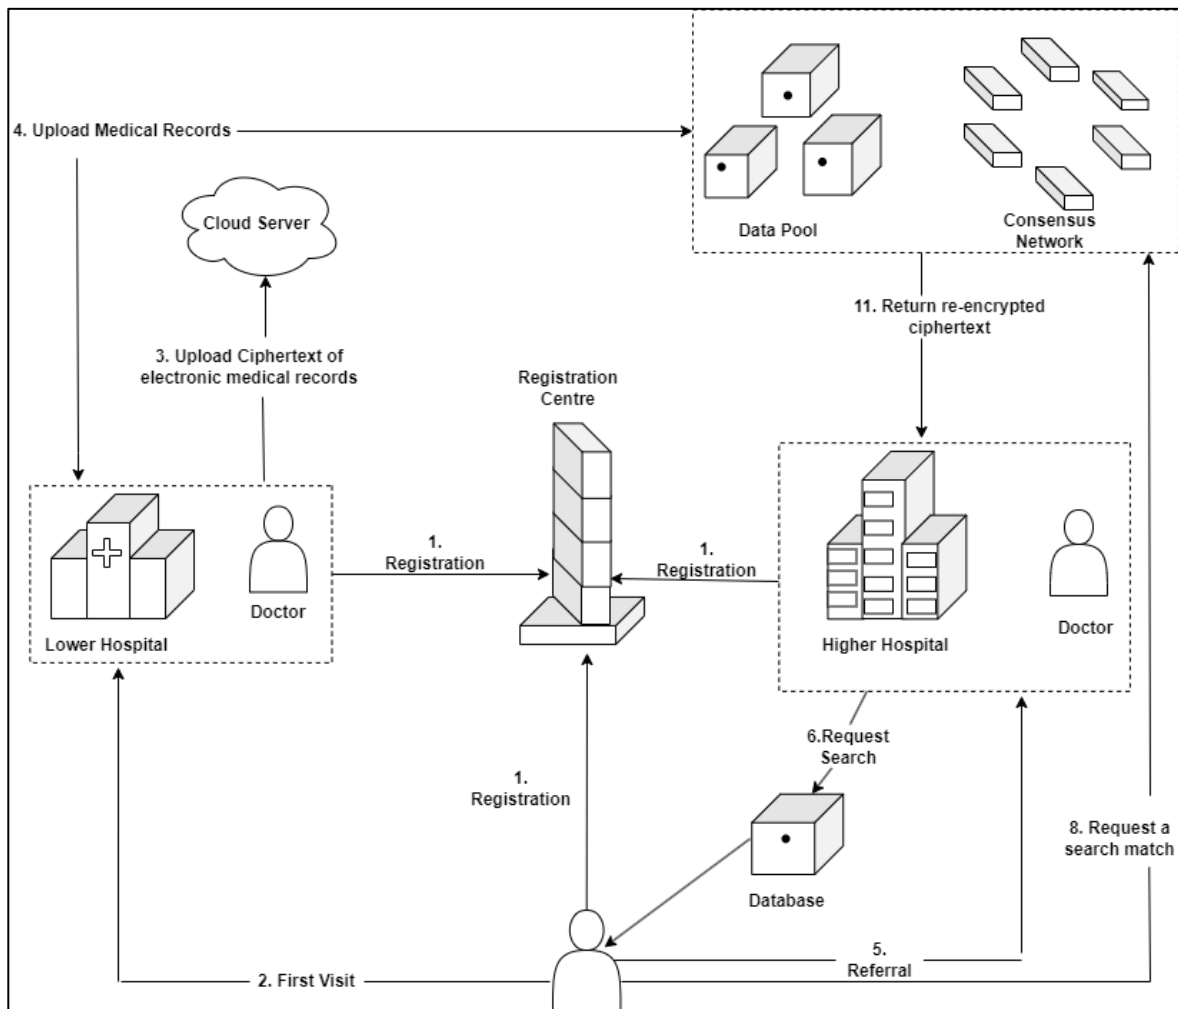 4. Upload Medical Records
Cloud Server
Data Pool
Consensus
Network
11. Return re-encrypted
ciphertext
3. Upload Ciphertext of
electronic medical records
Registration
Centre
1.
Registration
1.
Registration
Doctor
Lower Hospital
Higher Hospital
Doctor
6.Request
Search
1.
Registration
8. Request a
search match
Database
5.
Referral
2. First Visit